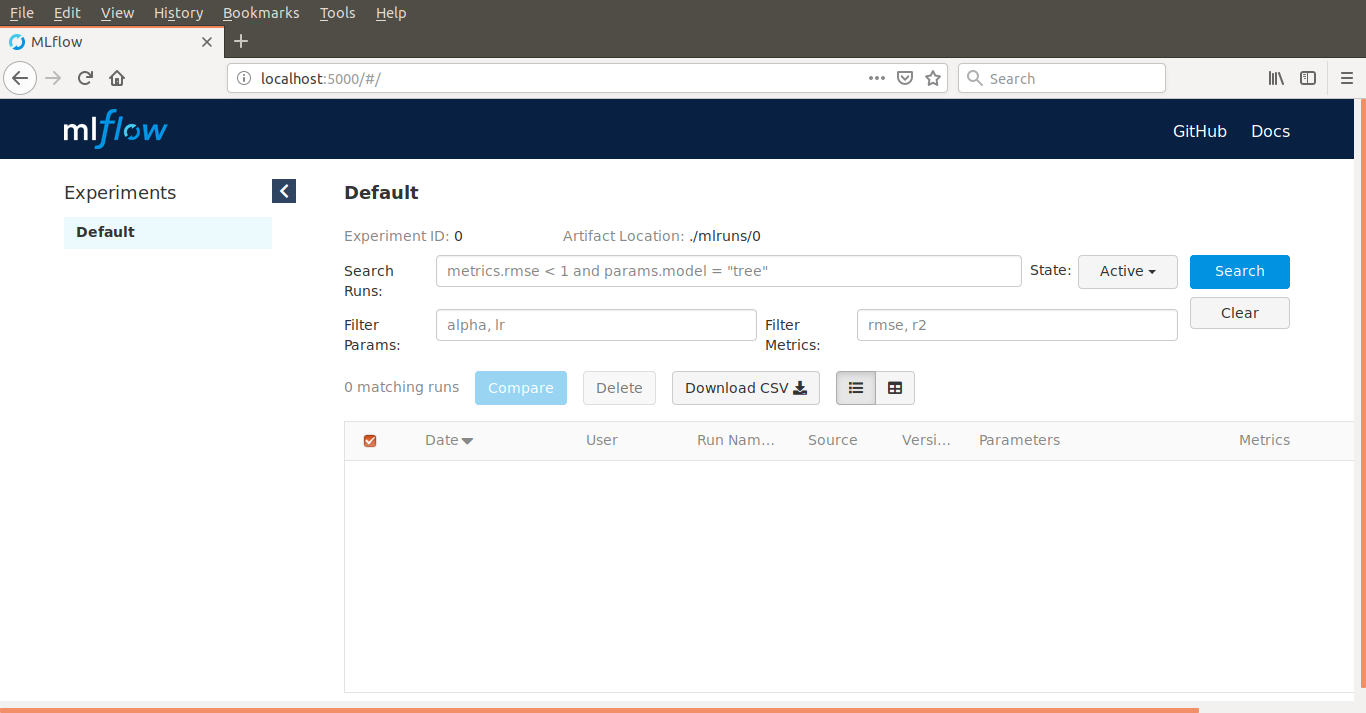 File Edit View History Bookmarks Tools Help
MLflow
localhost:5000/#/ Search
mlflow GitHub Docs
Experiments
Default
Default
Experiment ID: 0 Artifact Location: ./mlruns/0
Search Runs: metrics.rmse < 1 and params.model = "tree" State: Active Search
Clear
Filter Params: alpha, lr Filter Metrics: rmse, r2
0 matching runs Compare Delete Download CSV
Date User Run Nam... Source Versi... Parameters Metrics